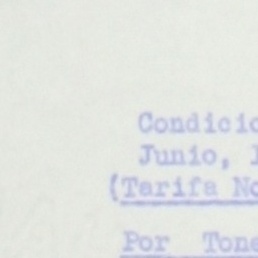 Condicio
Junio, 1
(Tarifa No
Por Tone